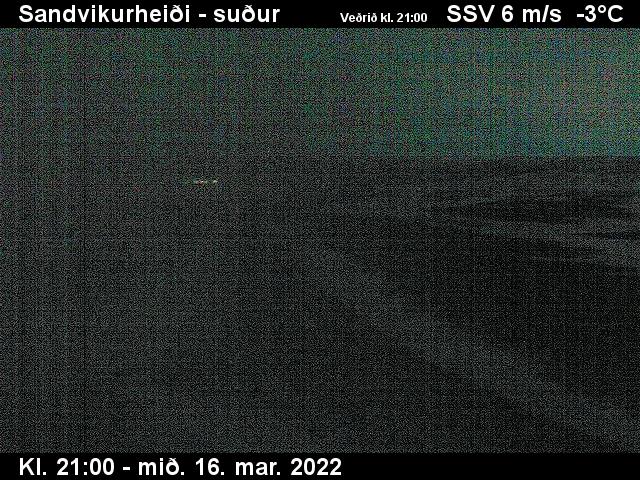 Sandvikurheiði - suður Veðrið kl. 21:00 SSV 6 m/s -3°C
Kl. 21:00 - mið. 16. mar. 2022